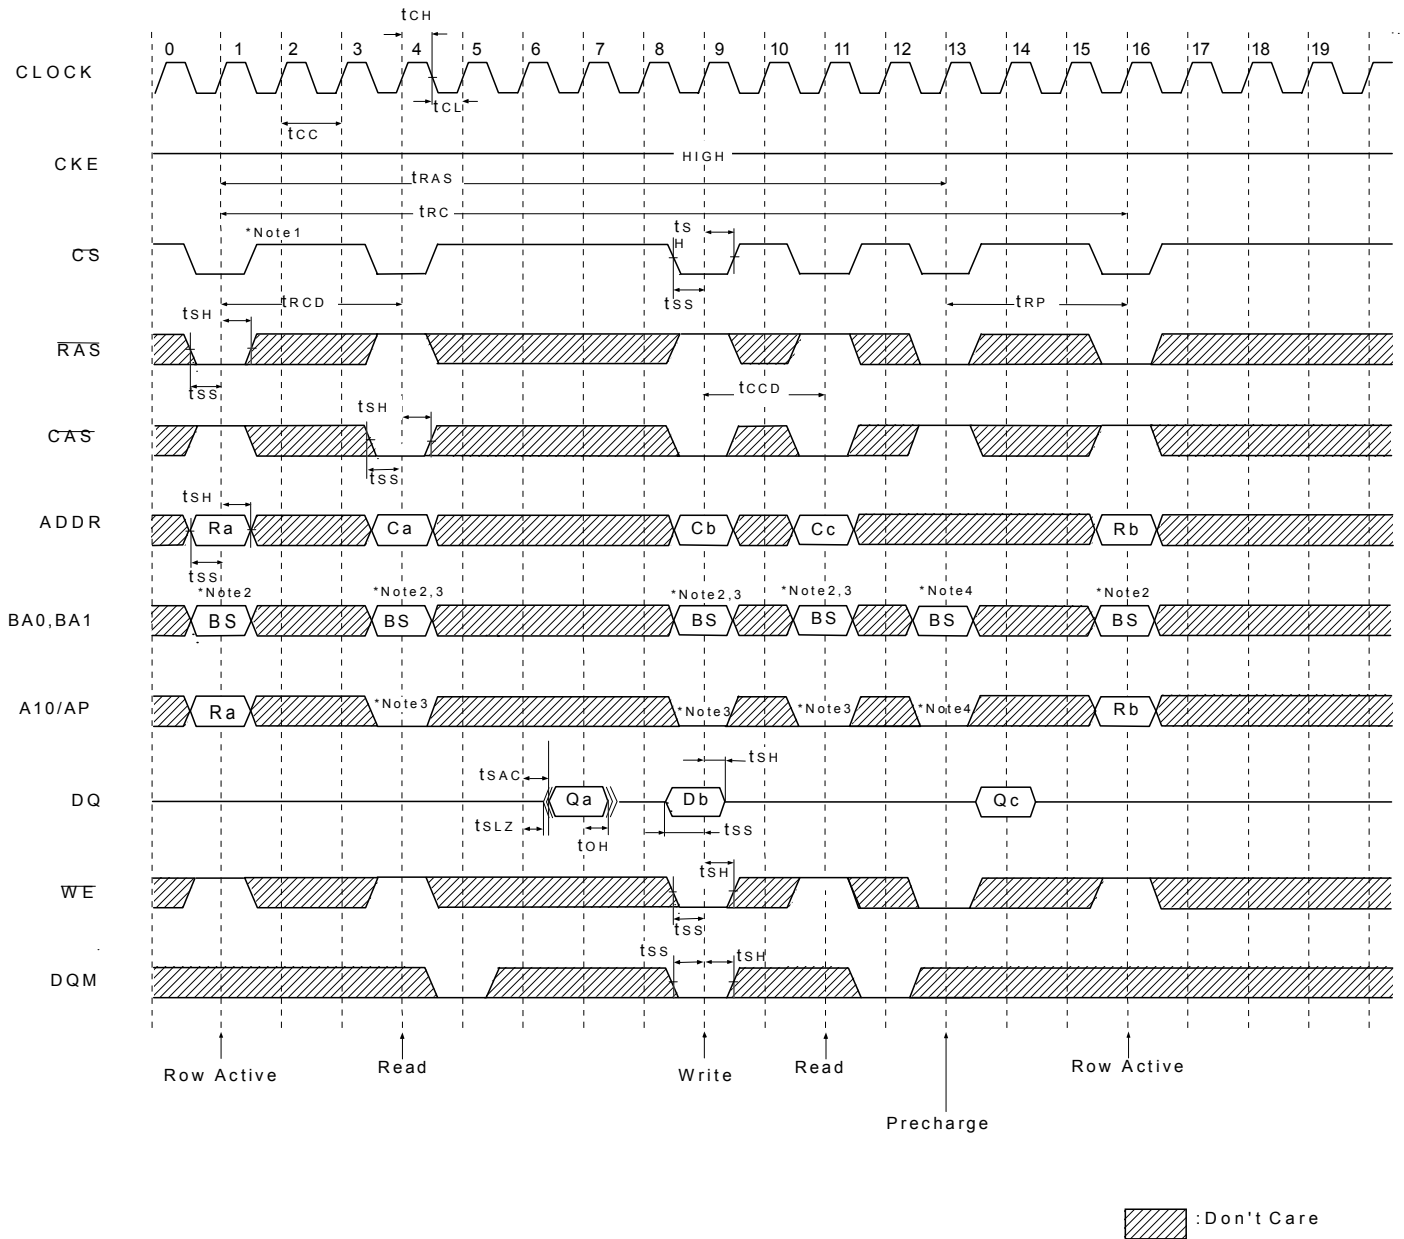 tCH
0 1 2 3 4 5 6 7 8 9 10 11 12 13 14 15 16 17 18 19
CLOCK
tCL
tCC
CKE
HIGH
tRAS
tRC
*Note1
tS
H
CS
tSS
tRCD
tRP
tSH
RAS
tSS
tCCD
tSH
CAS
tSS
tSH
ADDR
Ra Ca Cb Cc Rb
tSS
*Note2 *Note2,3 *Note2,3 *Note2,3 *Note4 *Note2
BA0,BA1
BS BS BS BS BS BS
A10/AP
Ra *Note3 *Note3 *Note3 *Note4 Rb
tSH
tSAC
DQ
Qa Db Qc
tSLZ
tSS
tOH
tSH
WE
tSS
tSS tSH
DQM
Row Active Read Write Read Row Active
Precharge
:Don't Care